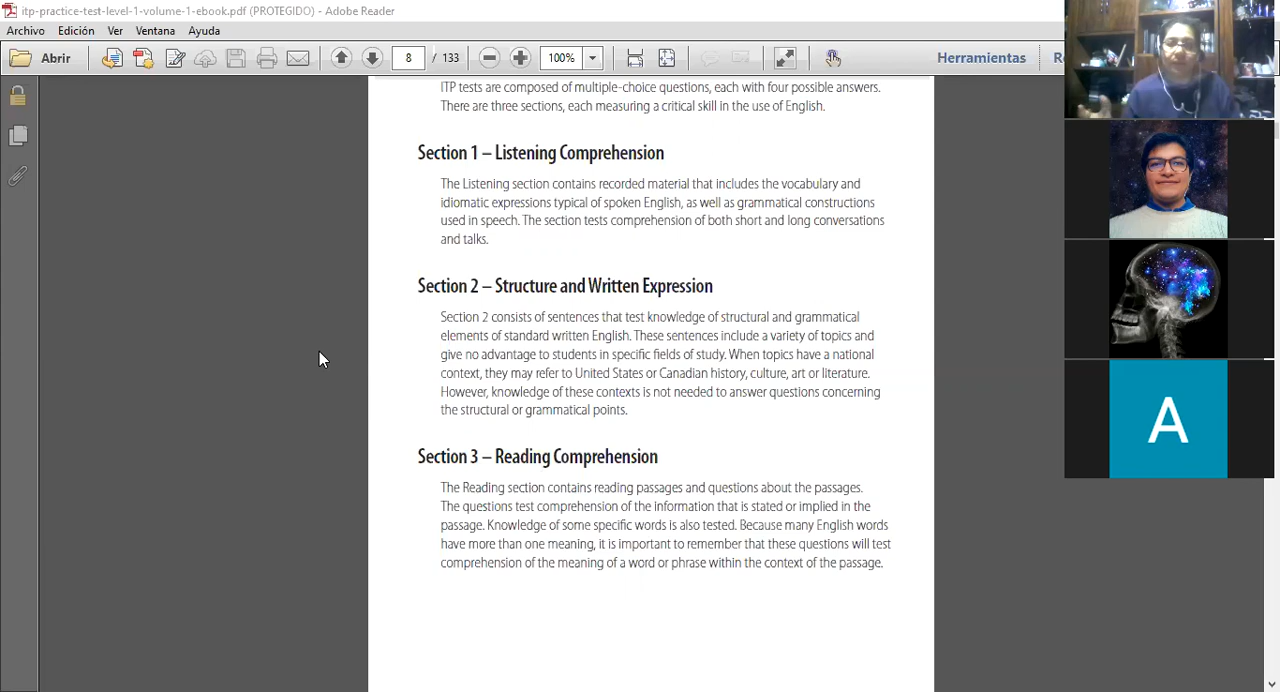 itp-practice-test-level-1-volume-1-ebook.pdf (PROTEGIDO) - Adobe Reader
Archivo Edición Ver Ventana Ayuda
Abrir 8 / 133 100% Herramientas
ITP tests are composed of multiple-choice questions, each with four possible answers.
There are three sections, each measuring a critical skill in the use of English.
Section 1 – Listening Comprehension
The Listening section contains recorded material that includes the vocabulary and
idiomatic expressions typical of spoken English, as well as grammatical constructions
used in speech. The section tests comprehension of both short and long conversations
and talks.
Section 2 – Structure and Written Expression
Section 2 consists of sentences that test knowledge of structural and grammatical
elements of standard written English. These sentences include a variety of topics and
give no advantage to students in specific fields of study. When topics have a national
context, they may refer to United States or Canadian history, culture, art or literature.
However, knowledge of these contexts is not needed to answer questions concerning
the structural or grammatical points.
Section 3 – Reading Comprehension
The Reading section contains reading passages and questions about the passages.
The questions test comprehension of the information that is stated or implied in the
passage. Knowledge of some specific words is also tested. Because many English words
have more than one meaning, it is important to remember that these questions will test
comprehension of the meaning of a word or phrase within the context of the passage.
A